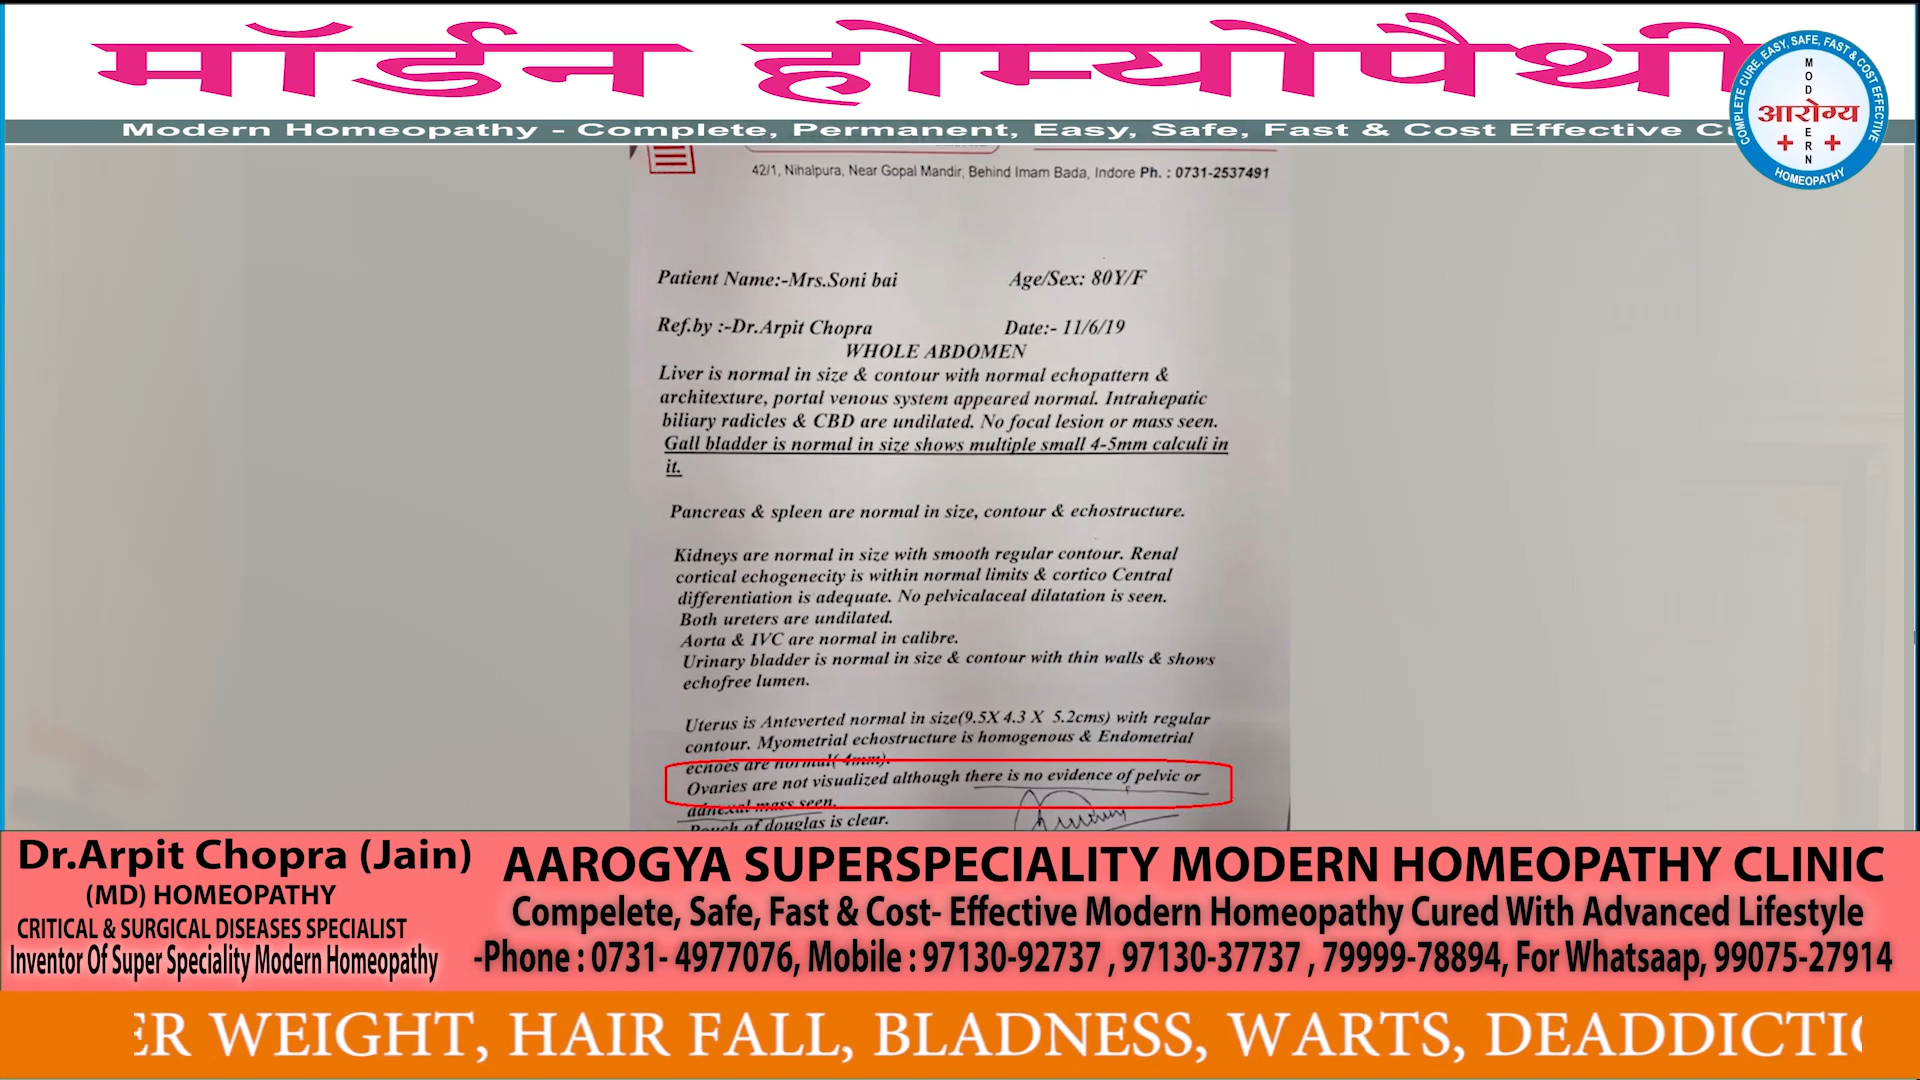 मॉर्डन होम्योपैथी
Modern Homeopathy - Complete, Permanent, Easy, Safe, Fast & Cost Effective
COMPLETE CURE, EASY, SAFE, FAST & COST EFFECTIVE
MODERN
आरोग्य
HOMEOPATHY
42/1, Nihalpura, Near Gopal Mandir, Behind Imam Bada, Indore Ph. : 0731-2537491
Patient Name:-Mrs.Soni bai Age/Sex: 80Y/F
Ref.by :-Dr.Arpit Chopra Date:- 11/6/19
WHOLE ABDOMEN
Liver is normal in size & contour with normal echopattern &
architexture, portal venous system appeared normal. Intrahepatic
biliary radicles & CBD are undilated. No focal lesion or mass seen.
Gall bladder is normal in size shows multiple small 4-5mm calculi in
it.
Pancreas & spleen are normal in size, contour & echostructure.
Kidneys are normal in size with smooth regular contour. Renal
cortical echogenecity is within normal limits & cortico Central
differentiation is adequate. No pelvicalaceal dilatation is seen.
Both ureters are undilated.
Aorta & IVC are normal in calibre.
Urinary bladder is normal in size & contour with thin walls & shows
echofree lumen.
Uterus is Anteverted normal in size(9.5X 4.3 X 5.2cms) with regular
contour. Myometrial echostructure is homogenous & Endometrial
echoes are normal( 4mm).
Ovaries are not visualized although there is no evidence of pelvic or
adnexal mass seen.
Pouch of douglas is clear.
Dr.Arpit Chopra (Jain)
(MD) HOMEOPATHY
CRITICAL & SURGICAL DISEASES SPECIALIST
Inventor Of Super Speciality Modern Homeopathy
AAROGYA SUPERSPECIALITY MODERN HOMEOPATHY CLINIC
Compelete, Safe, Fast & Cost- Effective Modern Homeopathy Cured With Advanced Lifestyle
-Phone : 0731- 4977076, Mobile : 97130-92737 , 97130-37737 , 79999-78894, For Whatsaap, 99075-27914
ER WEIGHT, HAIR FALL, BLADNESS, WARTS, DEADDICTI